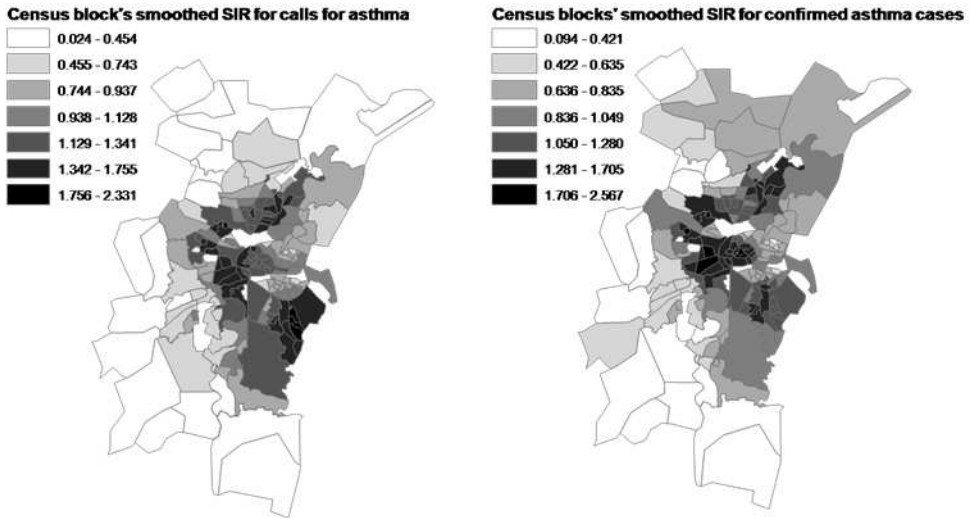 Census block's smoothed SIR for calls for asthma
0.024 - 0.454
0.455 - 0.743
0.744 - 0.937
0.938 - 1.128
1.129 - 1.341
1.342 - 1.755
1.756 - 2.331
Census blocks' smoothed SIR for confirmed asthma cases
0.094 - 0.421
0.422 - 0.635
0.636 - 0.835
0.836 - 1.049
1.050 - 1.280
1.281 - 1.705
1.706 - 2.567